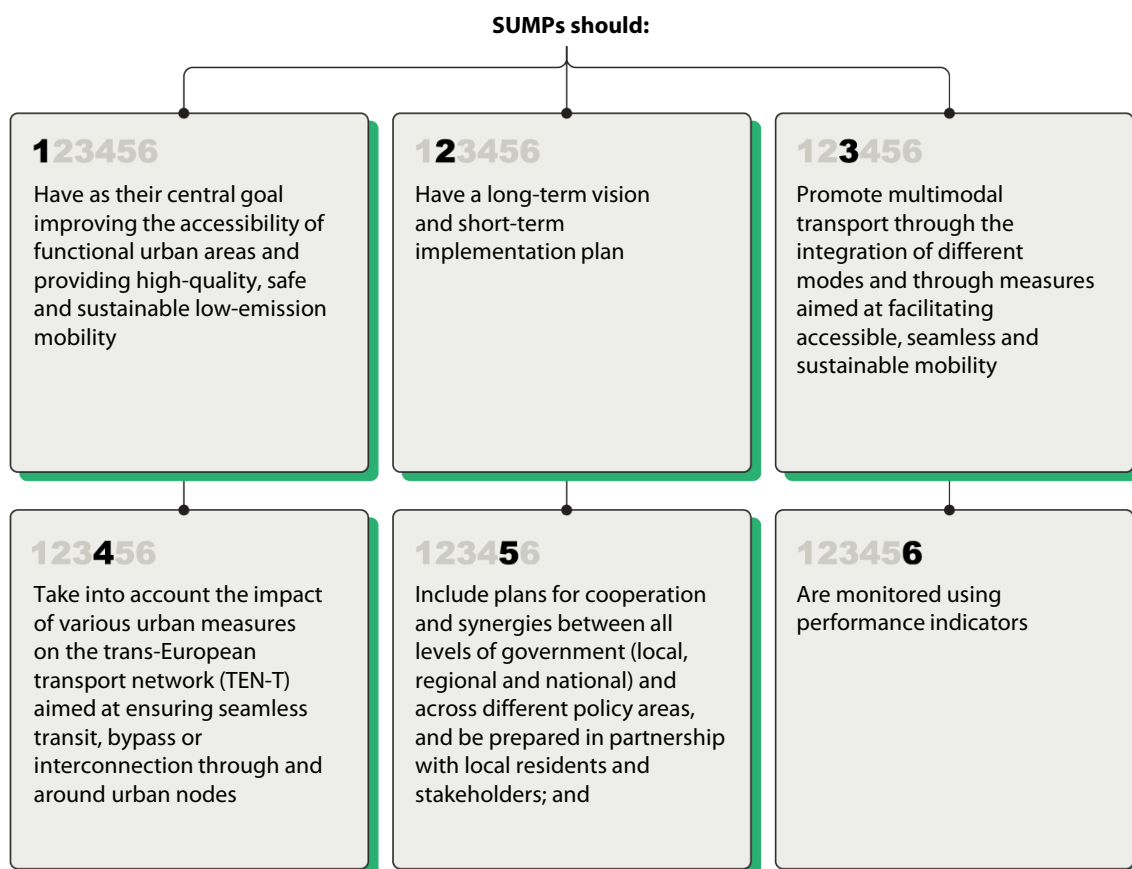 SUMPs should:
123456
Have as their central goal
improving the accessibility of
functional urban areas and
providing high-quality, safe
and sustainable low-emission
mobility
123456
Have a long-term vision
and short-term
implementation plan
123456
Promote multimodal
transport through the
integration of different
modes and through measures
aimed at facilitating
accessible, seamless and
sustainable mobility
123456
Take into account the impact
of various urban measures
on the trans-European
transport network (TEN-T)
aimed at ensuring seamless
transit, bypass or
interconnection through and
around urban nodes
123456
Include plans for cooperation
and synergies between all
levels of government (local,
regional and national) and
across different policy areas,
and be prepared in partnership
with local residents and
stakeholders; and
123456
Are monitored using
performance indicators